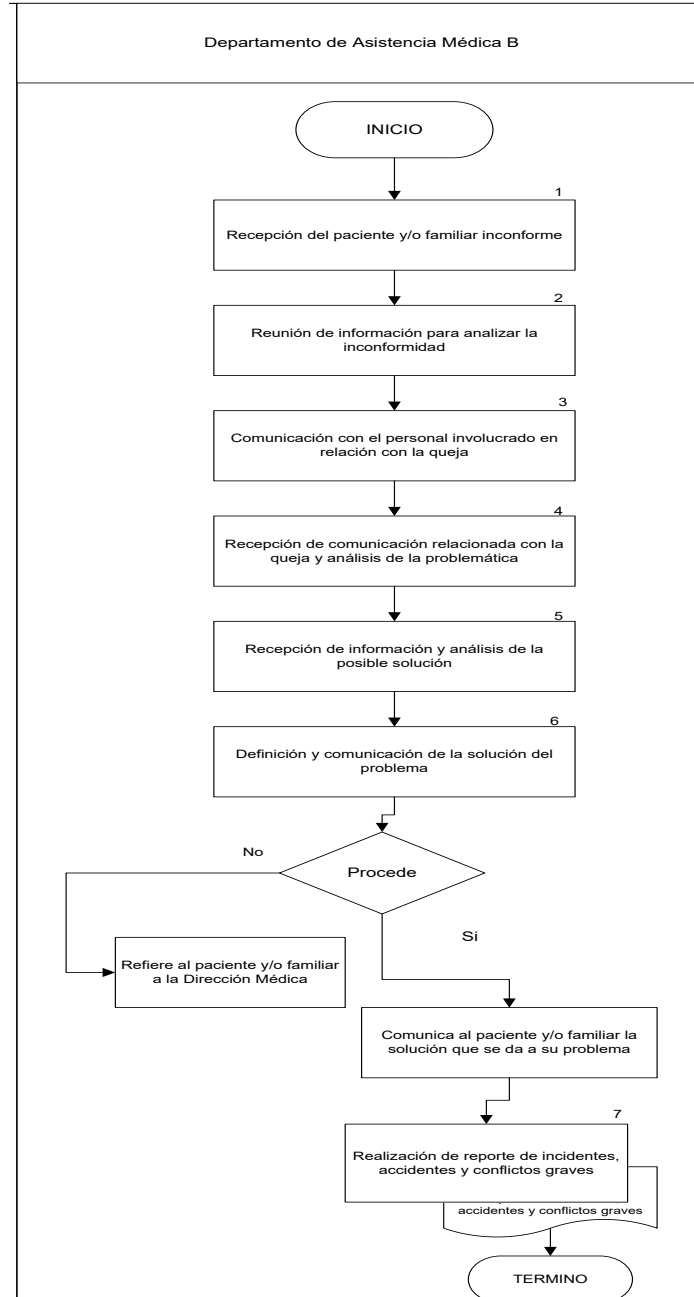 Departamento de Asistencia Médica B
INICIO
1
Recepción del paciente y/o familiar inconforme
2
Reunión de información para analizar la
inconformidad
3
Comunicación con el personal involucrado en
relación con la queja
4
Recepción de comunicación relacionada con la
queja y análisis de la problemática
5
Recepción de información y análisis de la
posible solución
6
Definición y comunicación de la solución del
problema
Procede
No
Si
Refiere al paciente y/o familiar
a la Dirección Médica
Comunica al paciente y/o familiar la
solución que se da a su problema
7
Realización de reporte de incidentes,
accidentes y conflictos graves
accidentes y conflictos graves
TERMINO